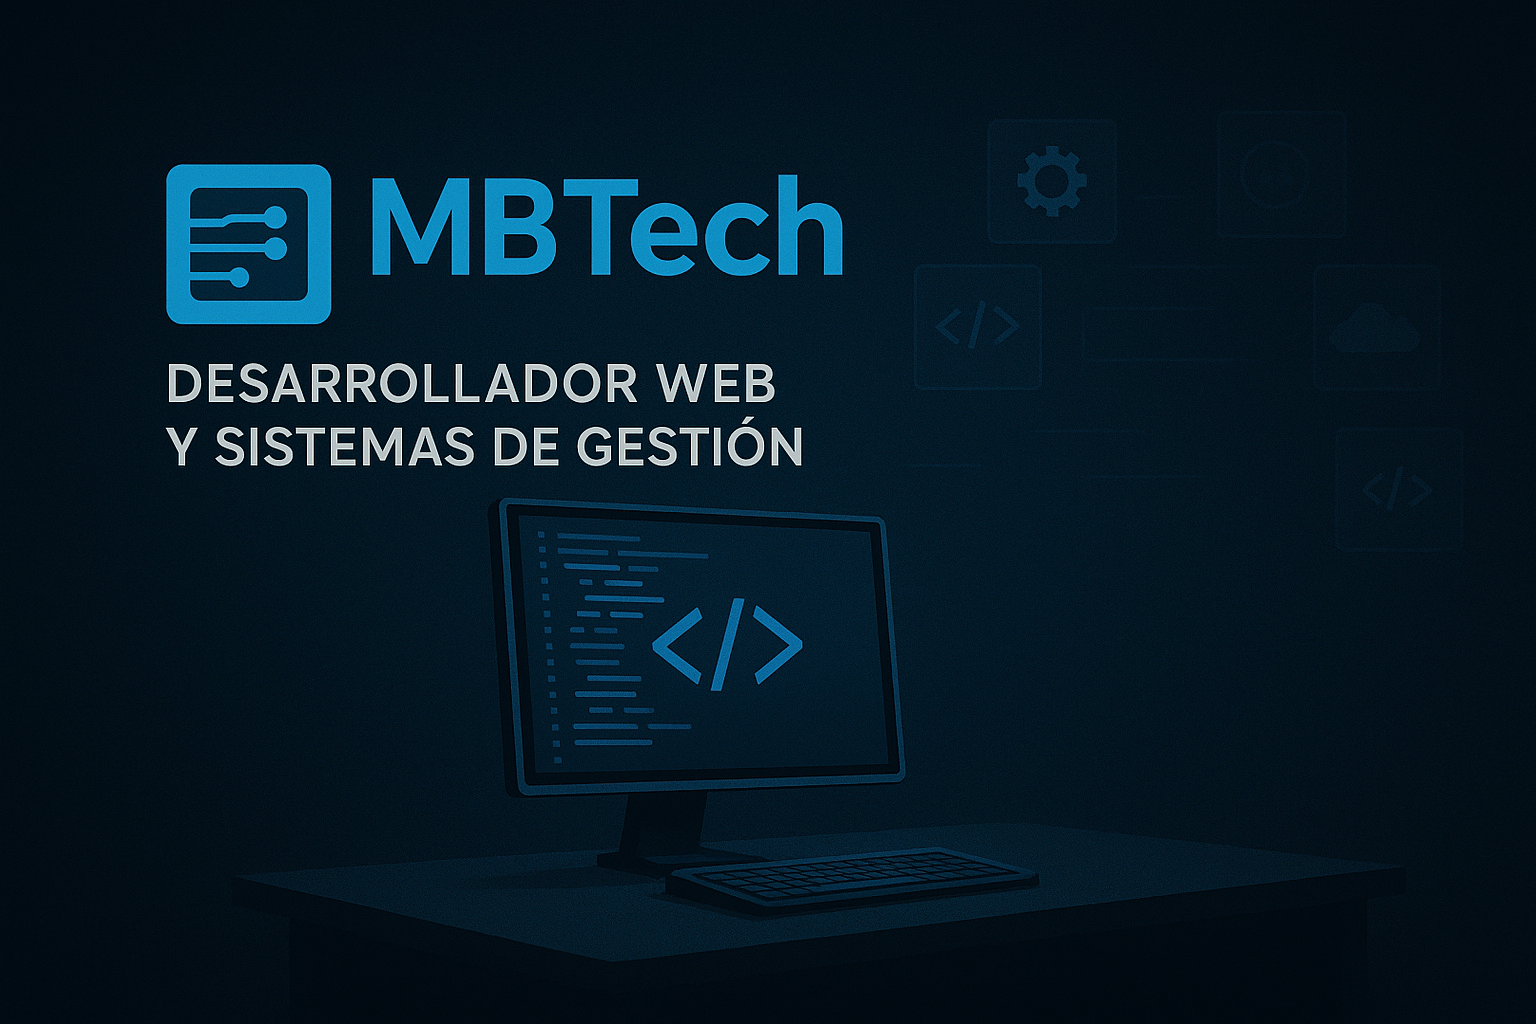 MBTech
DESARROLLADOR WEB
Y SISTEMAS DE GESTIÓN
</>
</>
</>